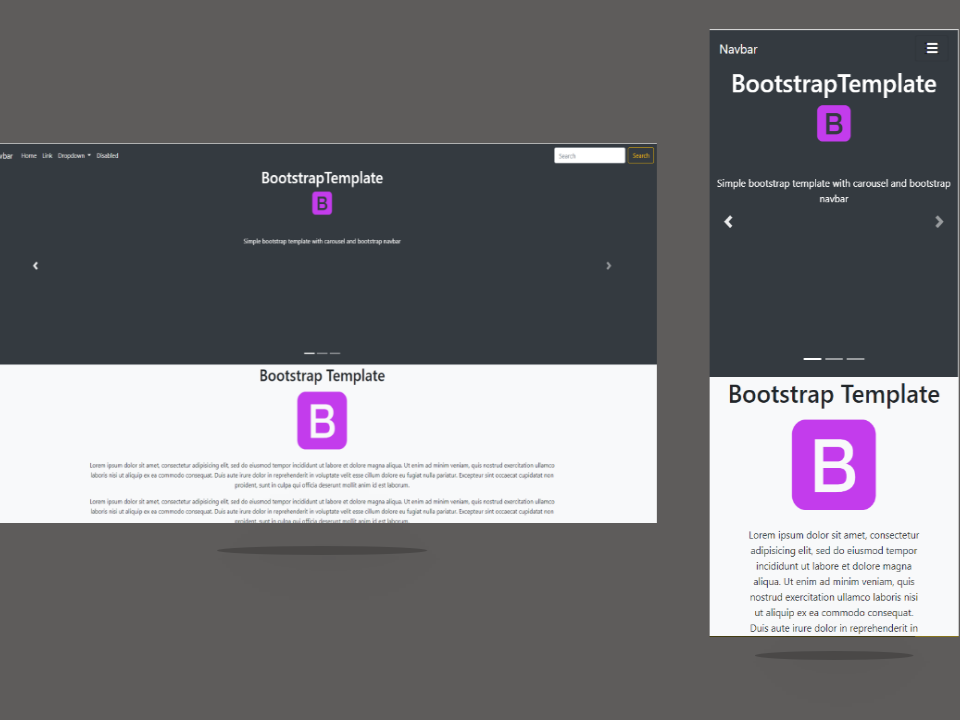 vbar Home Link Dropdown Disabled Search Search
BootstrapTemplate
B
Simple bootstrap template with carousel and bootstrap navbar
Bootstrap Template
B
Lorem ipsum dolor sit amet, consectetur adipisicing elit, sed do eiusmod tempor incididunt ut labore et dolore magna aliqua. Ut enim ad minim veniam, quis nostrud exercitation ullamco
laboris nisi ut aliquip ex ea commodo consequat. Duis aute irure dolor in reprehenderit in voluptate velit esse cillum dolore eu fugiat nulla pariatur. Excepteur sint occaecat cupidatat non
proident, sunt in culpa qui officia deserunt mollit anim id est laborum.
Lorem ipsum dolor sit amet, consectetur adipisicing elit, sed do eiusmod tempor incididunt ut labore et dolore magna aliqua. Ut enim ad minim veniam, quis nostrud exercitation ullamco
laboris nisi ut aliquip ex ea commodo consequat. Duis aute irure dolor in reprehenderit in voluptate velit esse cillum dolore eu fugiat nulla pariatur. Excepteur sint occaecat cupidatat non
proident, sunt in culpa qui officia deserunt mollit anim id est laborum.
Navbar
BootstrapTemplate
B
Simple bootstrap template with carousel and bootstrap
navbar
Bootstrap Template
B
Lorem ipsum dolor sit amet, consectetur
adipisicing elit, sed do eiusmod tempor
incididunt ut labore et dolore magna
aliqua. Ut enim ad minim veniam, quis
nostrud exercitation ullamco laboris nisi
ut aliquip ex ea commodo consequat.
Duis aute irure dolor in reprehenderit in